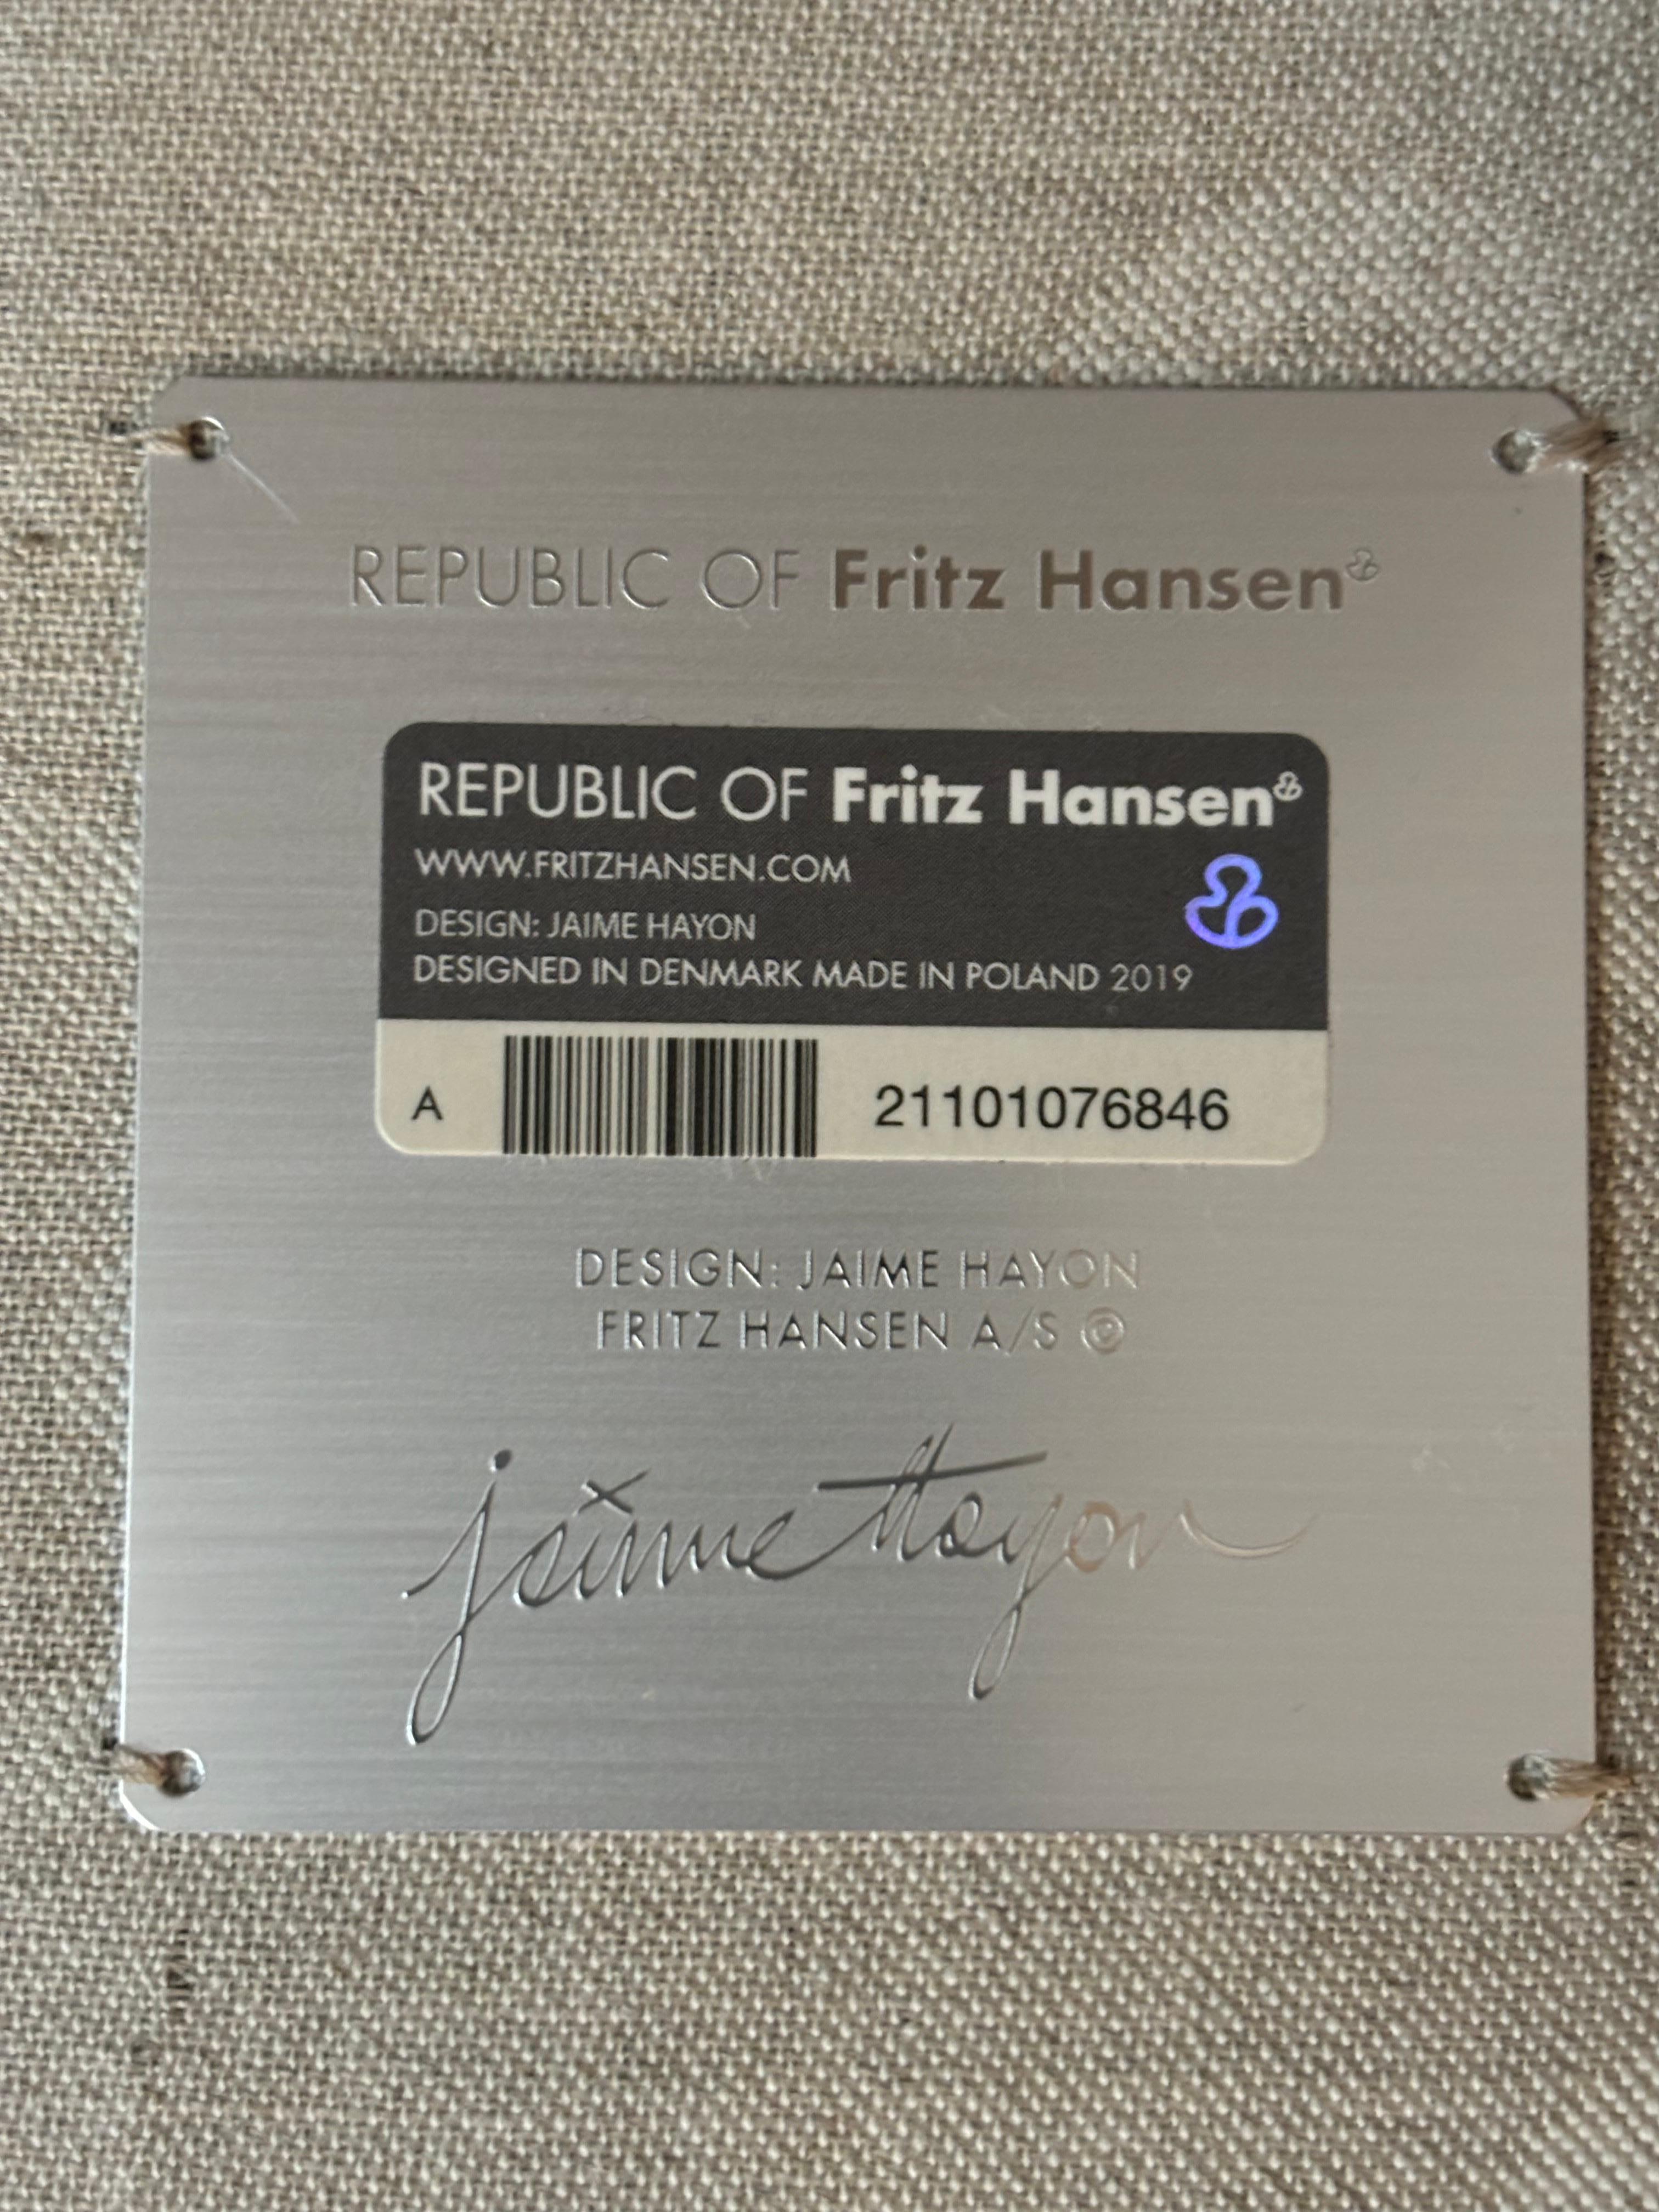 REPUBLIC OF Fritz Hansen
REPUBLIC OF Fritz Hansen
WWW.FRITZHANSEN.COM
DESIGN: JAIME HAYON
DESIGNED IN DENMARK MADE IN POLAND 2019
A 21101076846
DESIGN: JAIME HAYON
FRITZ HANSEN A/S ©
jaime Hayon